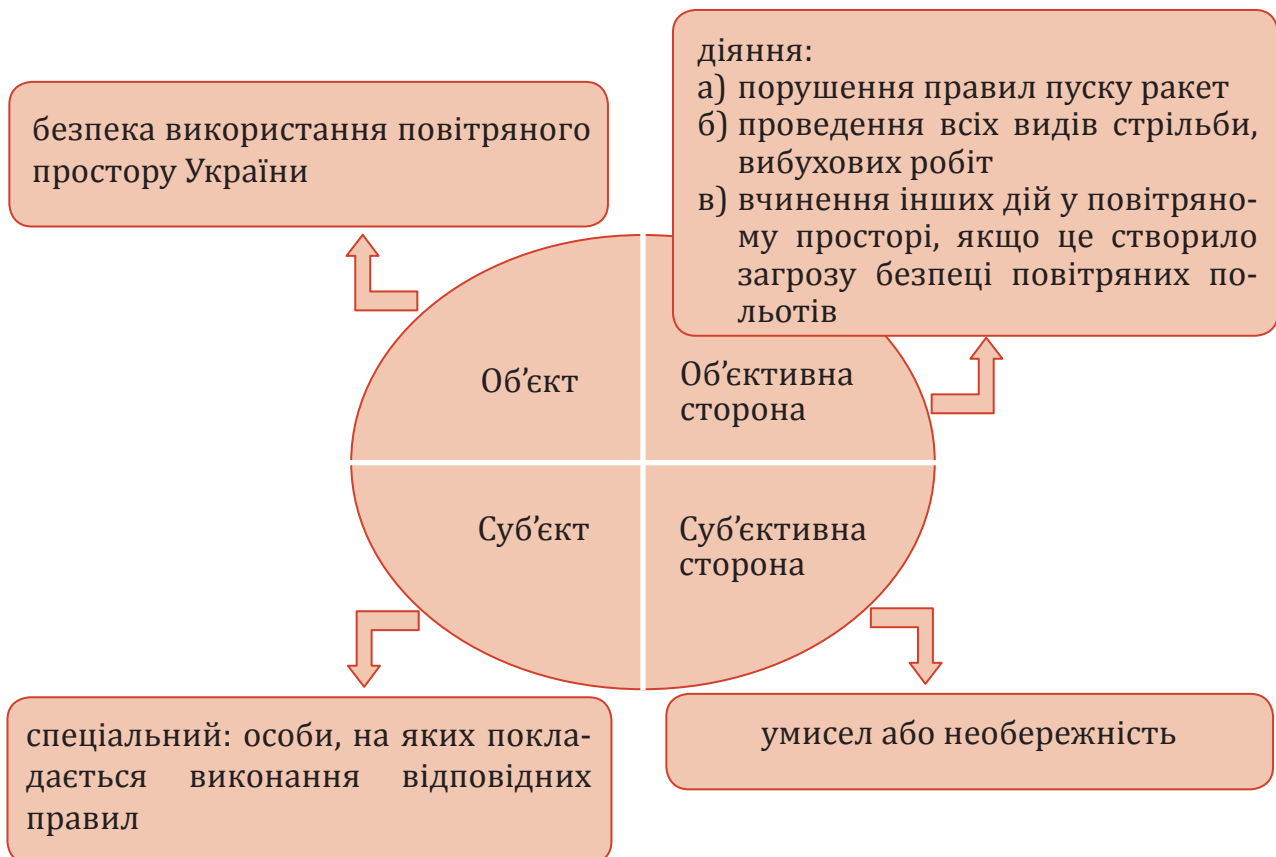 безпека використання повітряного
простору України
діяння:
а) порушення правил пуску ракет
б) проведення всіх видів стрільби,
вибухових робіт
в) вчинення інших дій у повітряно-
му просторі, якщо це створило
загрозу безпеці повітряних по-
льотів
Об’єкт
Об’єктивна
сторона
Суб’єкт
Суб’єктивна
сторона
спеціальний: особи, на яких покла-
дається виконання відповідних
правил
умисел або необережність